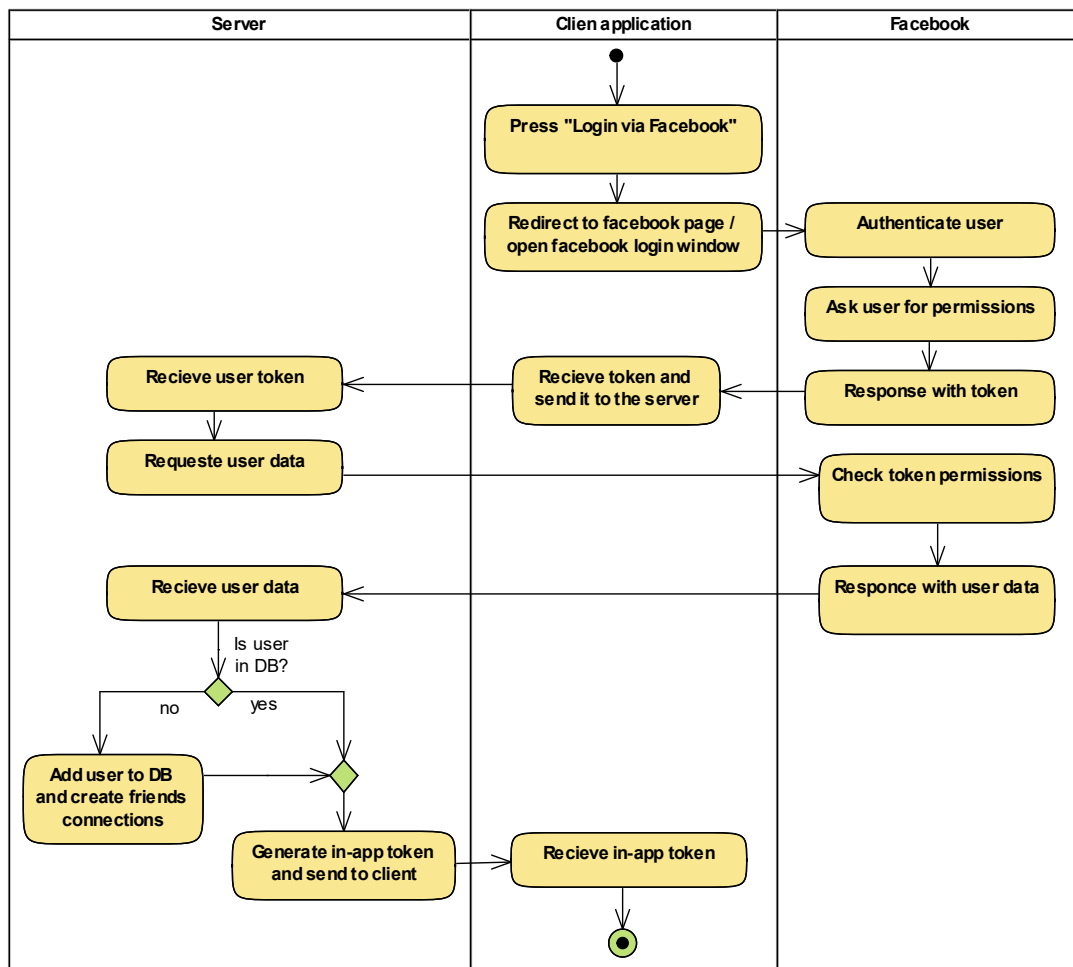 Server
Clien application
Facebook
Press "Login via Facebook"
Redirect to facebook page /
open facebook login window
Authenticate user
Ask user for permissions
Response with token
Recieve token and
send it to the server
Recieve user token
Requeste user data
Check token permissions
Responce with user data
Recieve user data
Is user
in DB?
no
yes
Add user to DB
and create friends
connections
Generate in-app token
and send to client
Recieve in-app token